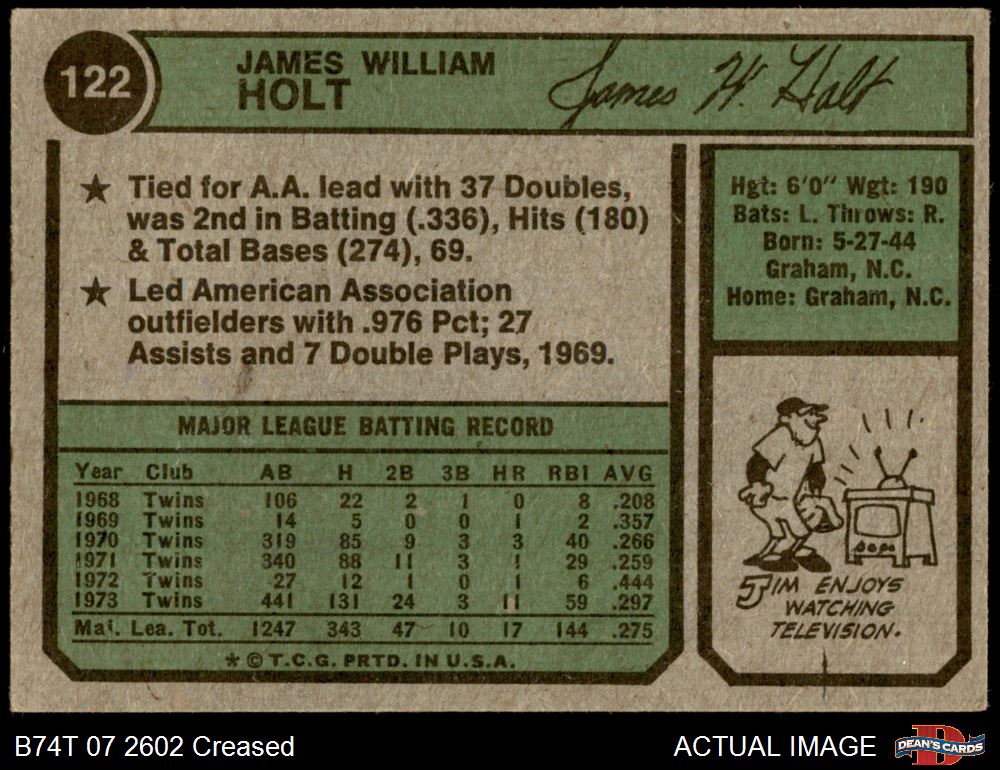 122
JAMES WILLIAM
HOLT
James W. Holt
★ Tied for A.A. lead with 37 Doubles,
was 2nd in Batting (.336), Hits (180)
& Total Bases (274), 69.
★ Led American Association
outfielders with .976 Pct; 27
Assists and 7 Double Plays, 1969.
Hgt: 6'0" Wgt: 190
Bats: L. Throws: R.
Born: 5-27-44
Graham, N.C.
Home: Graham, N.C.
MAJOR LEAGUE BATTING RECORD
Year Club AB H 2B 3B HR RBI AVG
1968 Twins 106 22 2 1 0 8 .208
1969 Twins 14 5 0 0 1 2 .357
1970 Twins 319 85 9 3 3 40 .266
1971 Twins 340 88 11 3 1 29 .259
1972 Twins 27 12 1 0 1 6 .444
1973 Twins 441 131 24 3 11 59 .297
Maj. Lea. Tot. 1247 343 47 10 17 144 .275
* © T.C.G. PRTD. IN U.S.A.
JIM ENJOYS
WATCHING
TELEVISION.
B74T 07 2602 Creased
ACTUAL IMAGE
D
DEAN'S CARDS